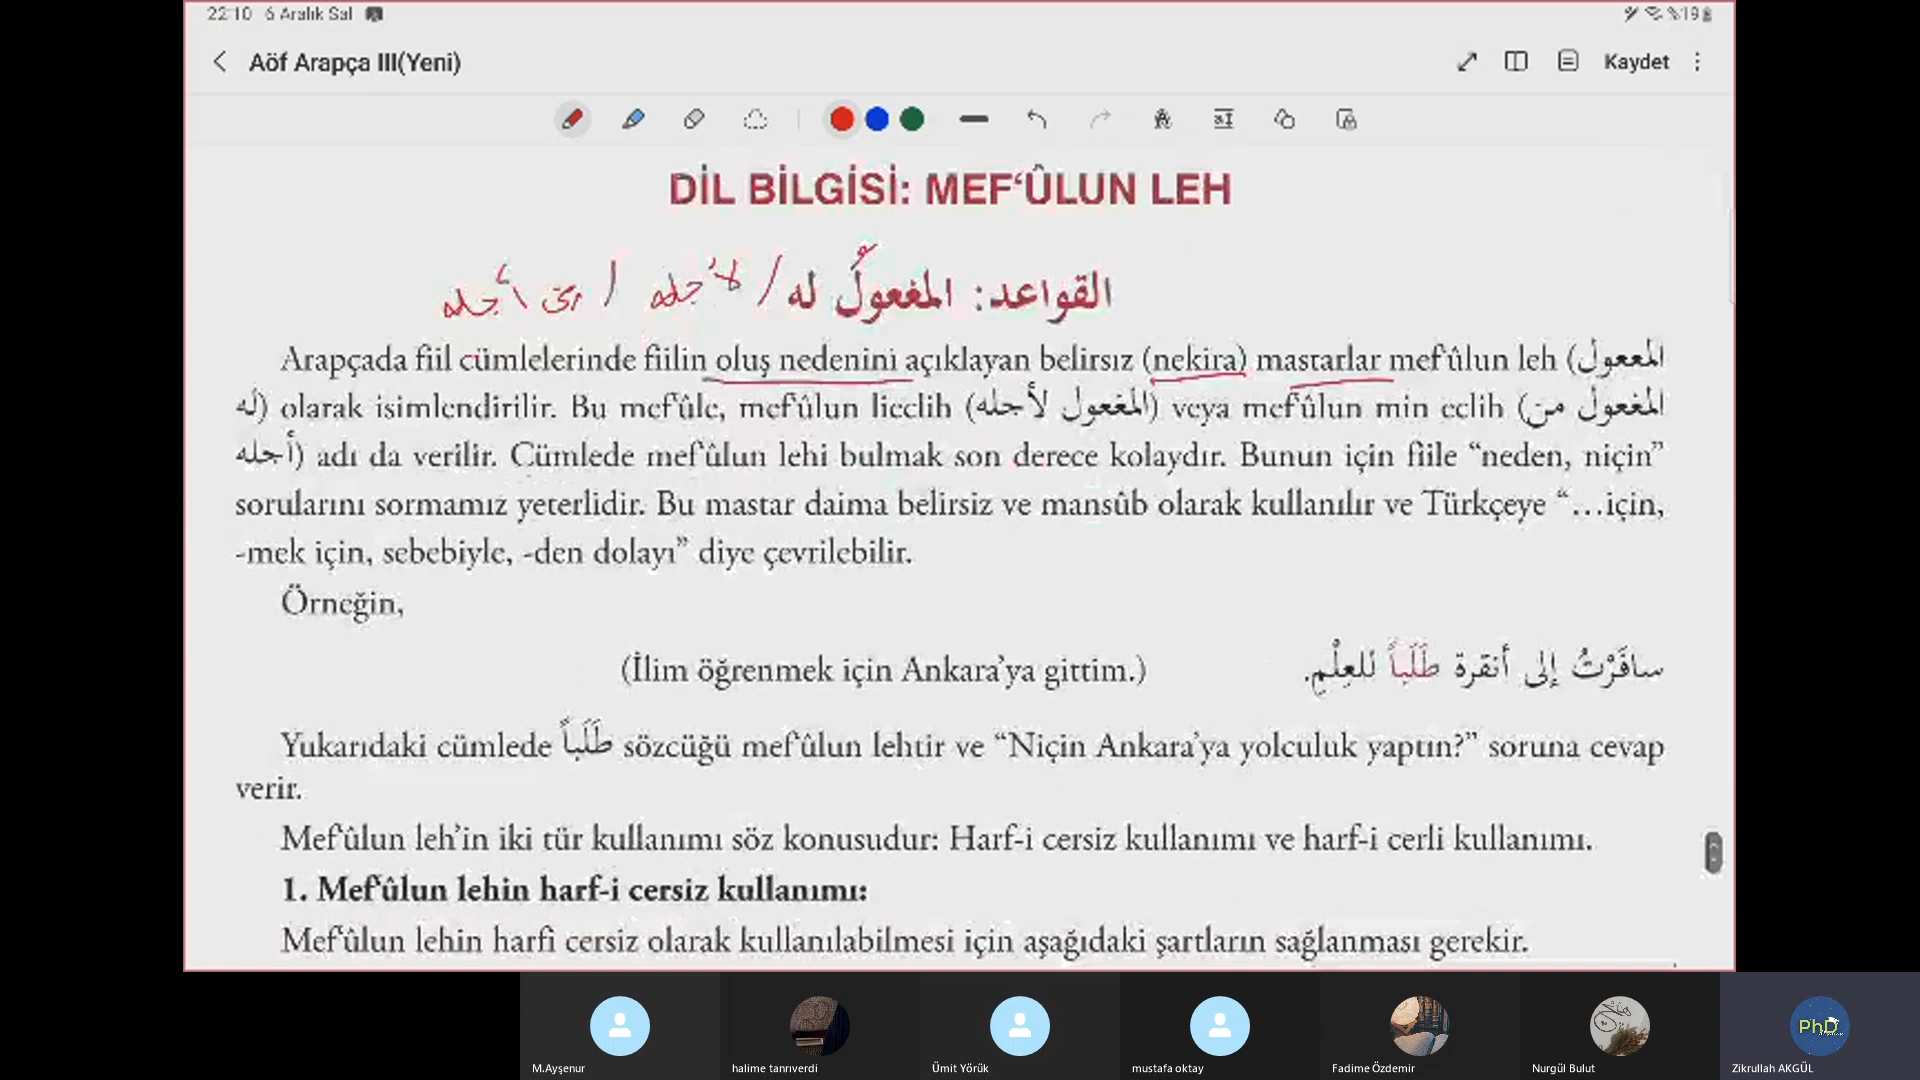 22:10 6 Aralık Sal %19
Aöf Arapça III(Yeni) Kaydet
DİL BİLGİSİ: MEF‘ÛLUN LEH
القواعد: المفعولُ له / لأجله / من أجله
Arapçada fiil cümlelerinde fiilin oluş nedenini açıklayan belirsiz (nekira) mastarlar mef‘ûlun leh (المفعول
له) olarak isimlendirilir. Bu mef‘ûle, mef‘ûlun lieclih (المفعول لأجله) veya mef‘ûlun min eclih (المفعول من
أجله) adı da verilir. Cümlede mef‘ûlun lehi bulmak son derece kolaydır. Bunun için fiile “neden, niçin”
sorularını sormamız yeterlidir. Bu mastar daima belirsiz ve mansûb olarak kullanılır ve Türkçeye “…için,
-mek için, sebebiyle, -den dolayı” diye çevrilebilir.
Örneğin,
سافَرْتُ إلى أنقرة طَلَباً للعِلْمِ. (İlim öğrenmek için Ankara’ya gittim.)
Yukarıdaki cümlede طَلَباً sözcüğü mef‘ûlun lehtir ve “Niçin Ankara’ya yolculuk yaptın?” soruna cevap
verir.
Mef‘ûlun leh’in iki tür kullanımı söz konusudur: Harf-i cersiz kullanımı ve harf-i cerli kullanımı.
1. Mef‘ûlun lehin harf-i cersiz kullanımı:
Mef‘ûlun lehin harfi cersiz olarak kullanılabilmesi için aşağıdaki şartların sağlanması gerekir.
M.Ayşenur halime tanrıverdi Ümit Yörük mustafa oktay Fadime Özdemir Nurgül Bulut Zikrullah AKGÜL
PhD